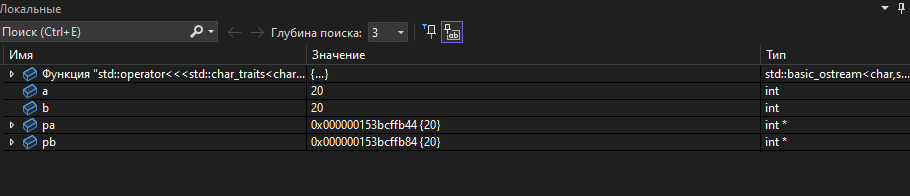 Локальные
Поиск (Ctrl+E) Глубина поиска: 3
Имя Значение Тип
Функция "std::operator<<<std::char_traits<char... {...} std::basic_ostream<char,s...
a 20 int
b 20 int
pa 0x000000153bcffb44 {20} int *
pb 0x000000153bcffb84 {20} int *